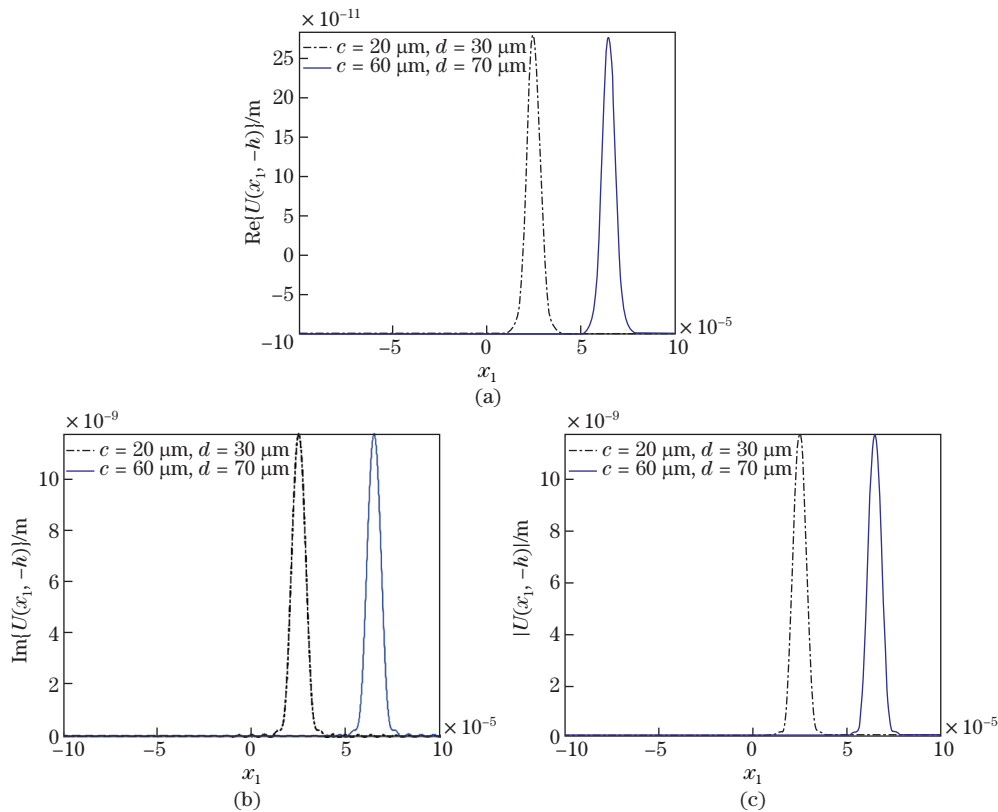 × 10⁻¹¹
c = 20 μm, d = 30 μm
c = 60 μm, d = 70 μm
25
20
15
10
5
0
−5
−10
Re{U(x₁, −h)}/m
−5
0
5
10
× 10⁻⁵
x₁
(a)
× 10⁻⁹
c = 20 μm, d = 30 μm
c = 60 μm, d = 70 μm
10
8
6
4
2
0
Im{U(x₁, −h)}/m
−10
−5
0
5
10
× 10⁻⁵
x₁
(b)
× 10⁻⁹
c = 20 μm, d = 30 μm
c = 60 μm, d = 70 μm
10
8
6
4
2
0
|U(x₁, −h)|/m
−10
−5
0
5
10
× 10⁻⁵
x₁
(c)